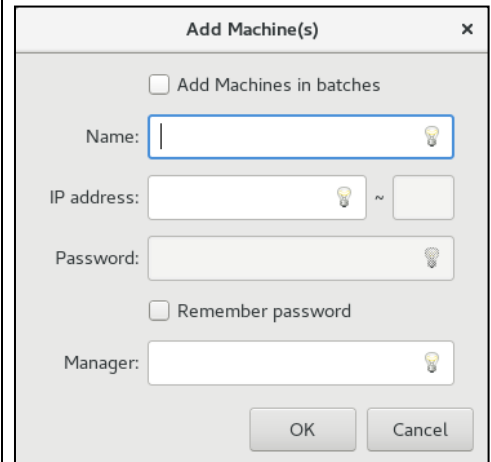 Add Machine(s) ×
Add Machines in batches
Name:
IP address: ~
Password:
Remember password
Manager:
OK Cancel